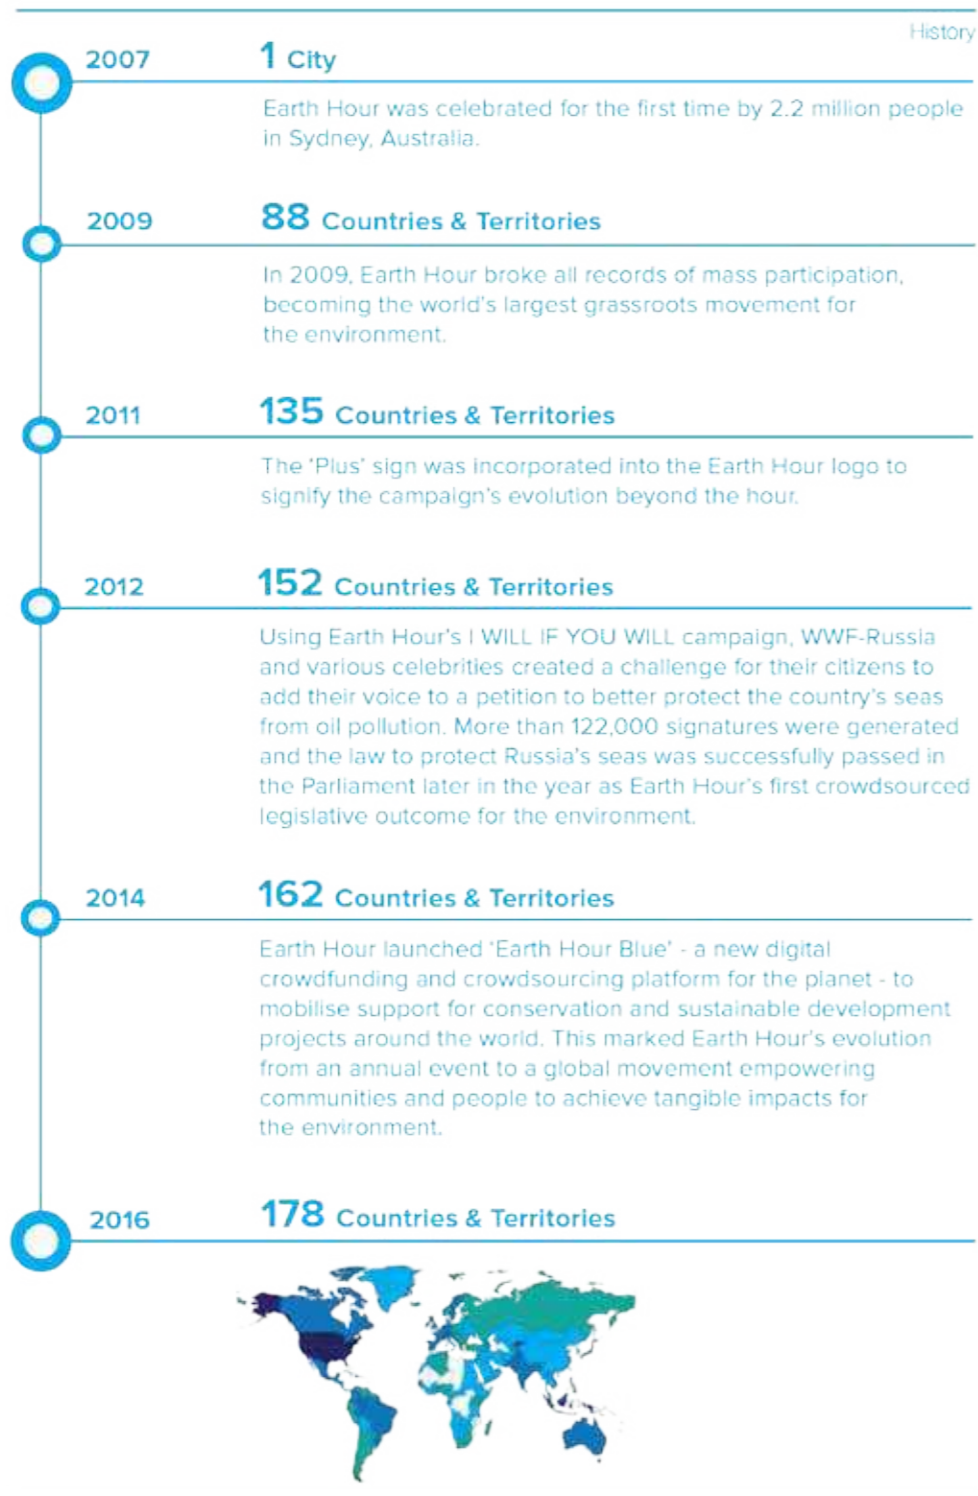 History
2007 1 City
Earth Hour was celebrated for the first time by 2.2 million people
in Sydney, Australia.
2009 88 Countries & Territories
In 2009, Earth Hour broke all records of mass participation,
becoming the world's largest grassroots movement for
the environment.
2011 135 Countries & Territories
The 'Plus' sign was incorporated into the Earth Hour logo to
signify the campaign's evolution beyond the hour.
2012 152 Countries & Territories
Using Earth Hour's I WILL IF YOU WILL campaign, WWF-Russia
and various celebrities created a challenge for their citizens to
add their voice to a petition to better protect the country's seas
from oil pollution. More than 122,000 signatures were generated
and the law to protect Russia's seas was successfully passed in
the Parliament later in the year as Earth Hour's first crowdsourced
legislative outcome for the environment.
2014 162 Countries & Territories
Earth Hour launched 'Earth Hour Blue' - a new digital
crowdfunding and crowdsourcing platform for the planet - to
mobilise support for conservation and sustainable development
projects around the world. This marked Earth Hour's evolution
from an annual event to a global movement empowering
communities and people to achieve tangible impacts for
the environment.
2016 178 Countries & Territories